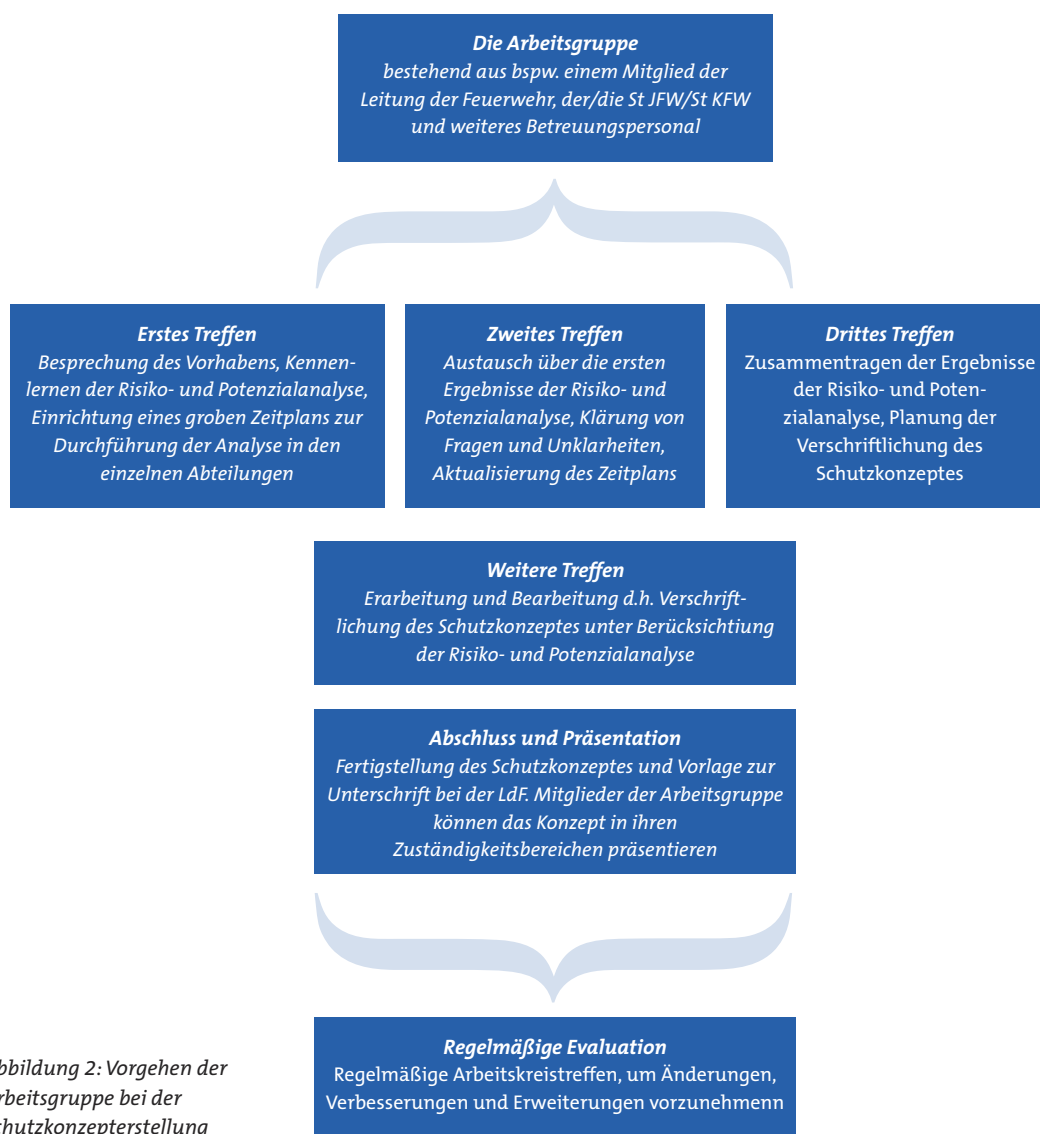 Die Arbeitsgruppe
bestehend aus bspw. einem Mitglied der
Leitung der Feuerwehr, der/die St JFW/St KFW
und weiteres Betreuungspersonal
Erstes Treffen
Besprechung des Vorhabens, Kennen-
lernen der Risiko- und Potenzialanalyse,
Einrichtung eines groben Zeitplans zur
Durchführung der Analyse in den
einzelnen Abteilungen
Zweites Treffen
Austausch über die ersten
Ergebnisse der Risiko- und
Potenzialanalyse, Klärung von
Fragen und Unklarheiten,
Aktualisierung des Zeitplans
Drittes Treffen
Zusammentragen der Ergebnisse
der Risiko- und Poten-
zialanalyse, Planung der
Verschriftlichung des
Schutzkonzeptes
Weitere Treffen
Erarbeitung und Bearbeitung d.h. Verschrift-
lichung des Schutzkonzeptes unter Berücksichtiung
der Risiko- und Potenzialanalyse
Abschluss und Präsentation
Fertigstellung des Schutzkonzeptes und Vorlage zur
Unterschrift bei der LdF. Mitglieder der Arbeitsgruppe
können das Konzept in ihren
Zuständigkeitsbereichen präsentieren
Regelmäßige Evaluation
Regelmäßige Arbeitskreistreffen, um Änderungen,
Verbesserungen und Erweiterungen vorzunehmenn
bbildung 2: Vorgehen der
rbeitsgruppe bei der
chutzkonzepterstellung